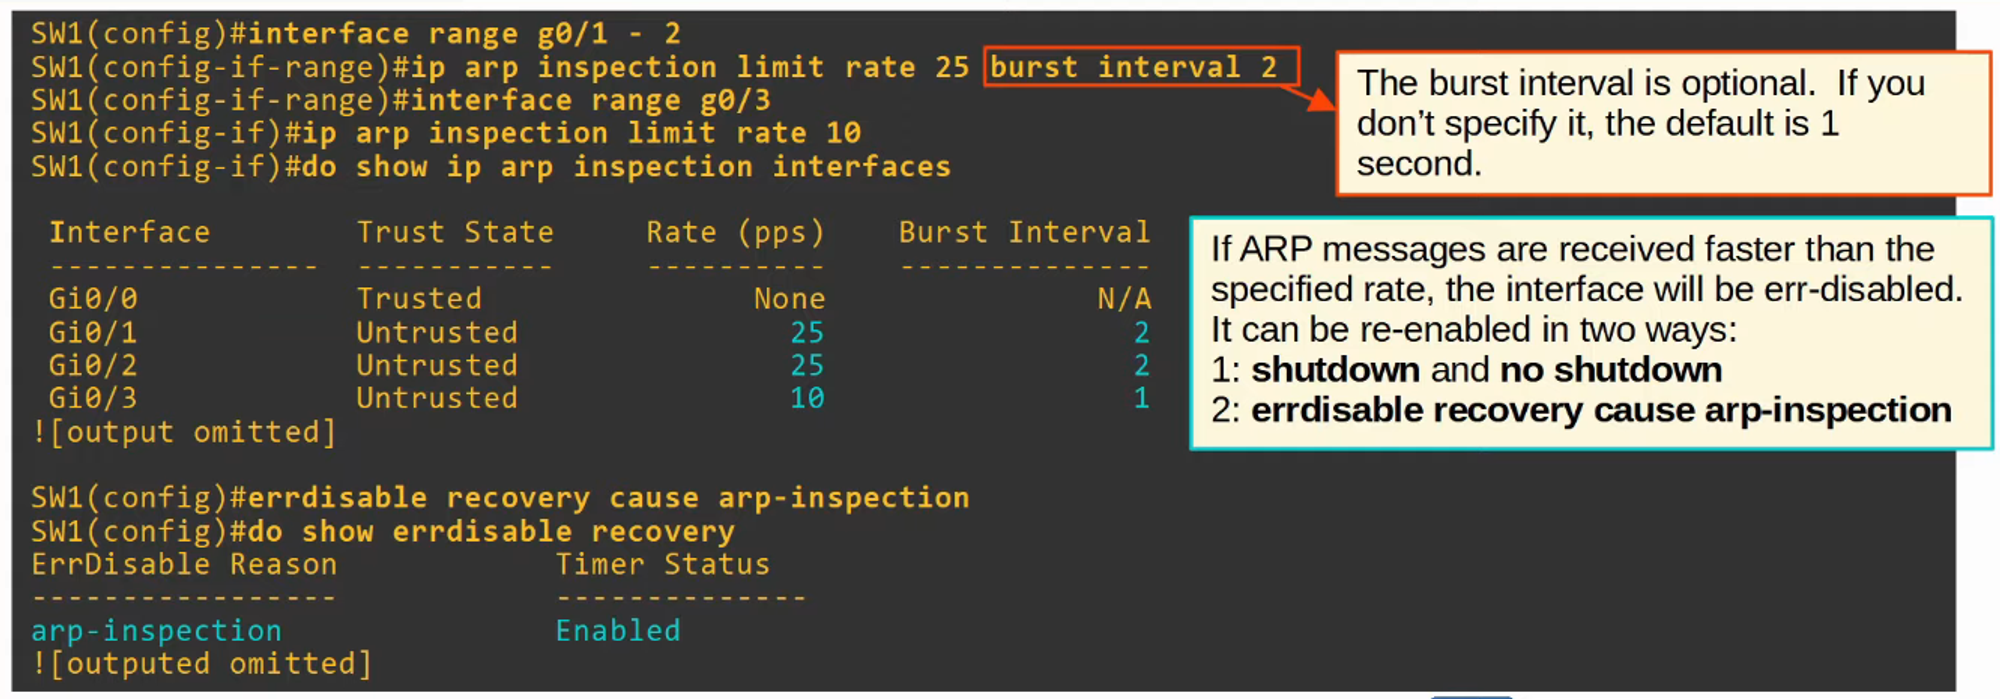 SW1(config)#interface range g0/1 - 2
SW1(config-if-range)#ip arp inspection limit rate 25 burst interval 2
SW1(config-if-range)#interface range g0/3
SW1(config-if)#ip arp inspection limit rate 10
SW1(config-if)#do show ip arp inspection interfaces
The burst interval is optional.  If you
don't specify it, the default is 1
second.
Interface Trust State Rate (pps) Burst Interval
--------------- ----------- ---------- --------------
Gi0/0 Trusted None N/A
Gi0/1 Untrusted 25 2
Gi0/2 Untrusted 25 2
Gi0/3 Untrusted 10 1
![output omitted]
If ARP messages are received faster than the
specified rate, the interface will be err-disabled.
It can be re-enabled in two ways:
1: shutdown and no shutdown
2: errdisable recovery cause arp-inspection
SW1(config)#errdisable recovery cause arp-inspection
SW1(config)#do show errdisable recovery
ErrDisable Reason Timer Status
----------------- --------------
arp-inspection Enabled
![outputed omitted]